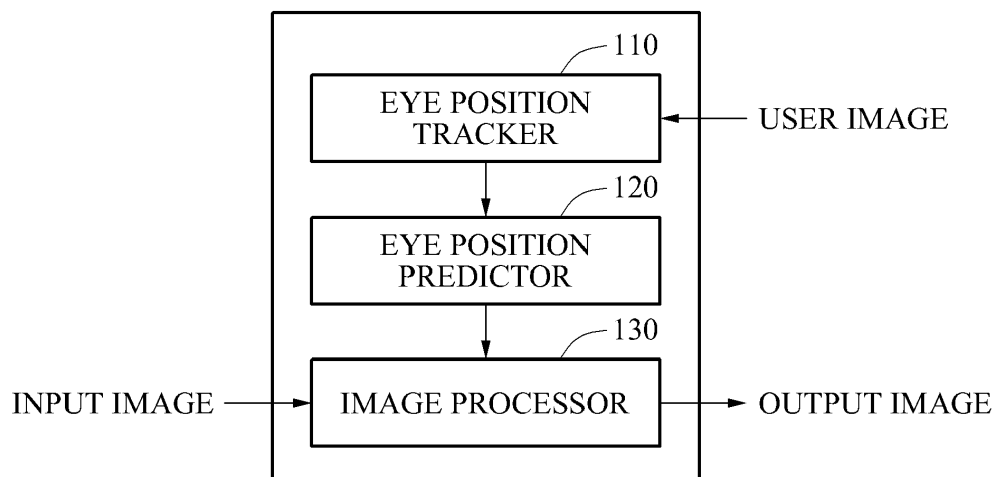 110
EYE POSITION
TRACKER
USER IMAGE
120
EYE POSITION
PREDICTOR
130
INPUT IMAGE
IMAGE PROCESSOR
OUTPUT IMAGE